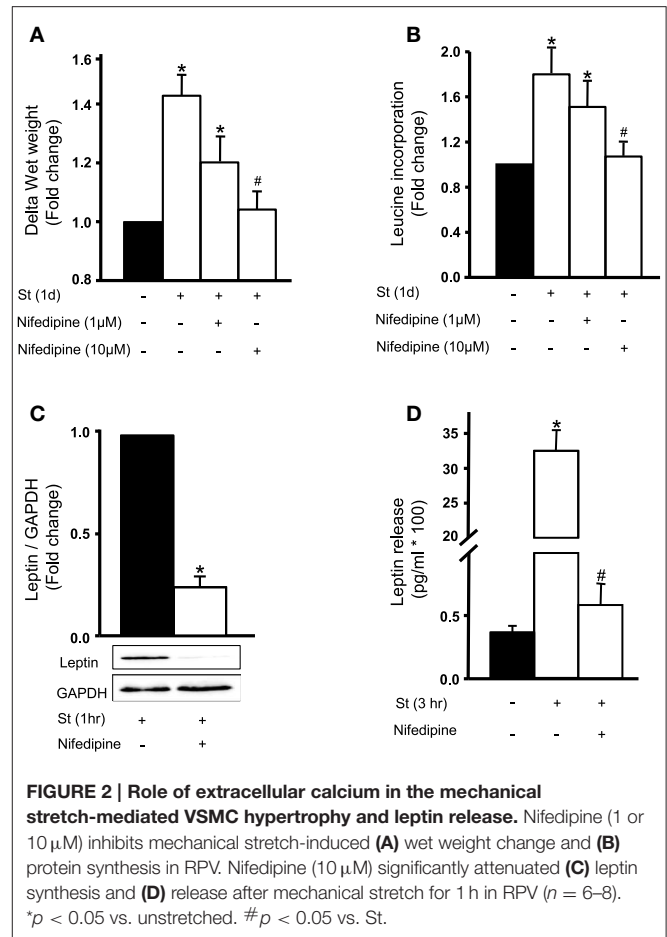 A
Delta Wet weight
(Fold change)
1.6
1.4
1.2
1.0
0.8
*
*
#
St (1d) - + + +
Nifedipine (1µM) - - + -
Nifedipine (10µM) - - - +
B
Leucine incorporation
(Fold change)
2.0
1.6
1.2
0.8
0.4
0.0
*
*
#
St (1d) - + + +
Nifedipine (1µM) - - + -
Nifedipine (10µM) - - - +
C
Leptin / GAPDH
(Fold change)
1.0
0.5
0.0
*
Leptin
GAPDH
St (1hr) + +
Nifedipine - +
D
Leptin release
(pg/ml * 100)
35
30
25
20
0.5
0.0
*
#
St (3 hr) - + +
Nifedipine - - +
FIGURE 2 | Role of extracellular calcium in the mechanical
stretch-mediated VSMC hypertrophy and leptin release. Nifedipine (1 or
10 µM) inhibits mechanical stretch-induced (A) wet weight change and (B)
protein synthesis in RPV. Nifedipine (10 µM) significantly attenuated (C) leptin
synthesis and (D) release after mechanical stretch for 1 h in RPV (n = 6–8).
*p < 0.05 vs. unstretched. #p < 0.05 vs. St.